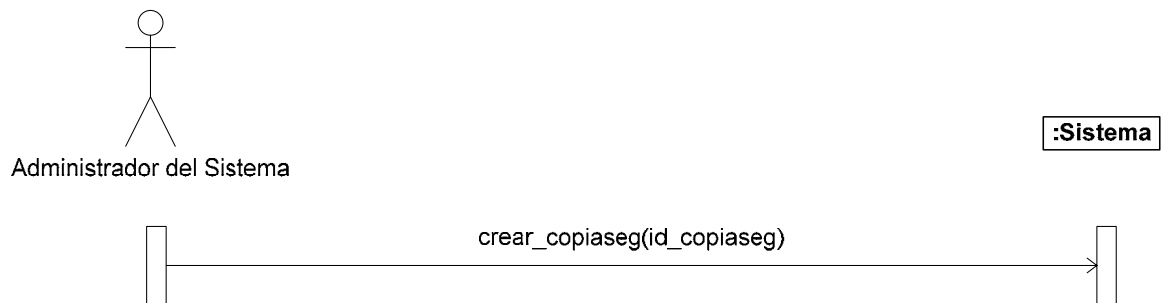 :Sistema
Administrador del Sistema
crear_copiaseg(id_copiaseg)